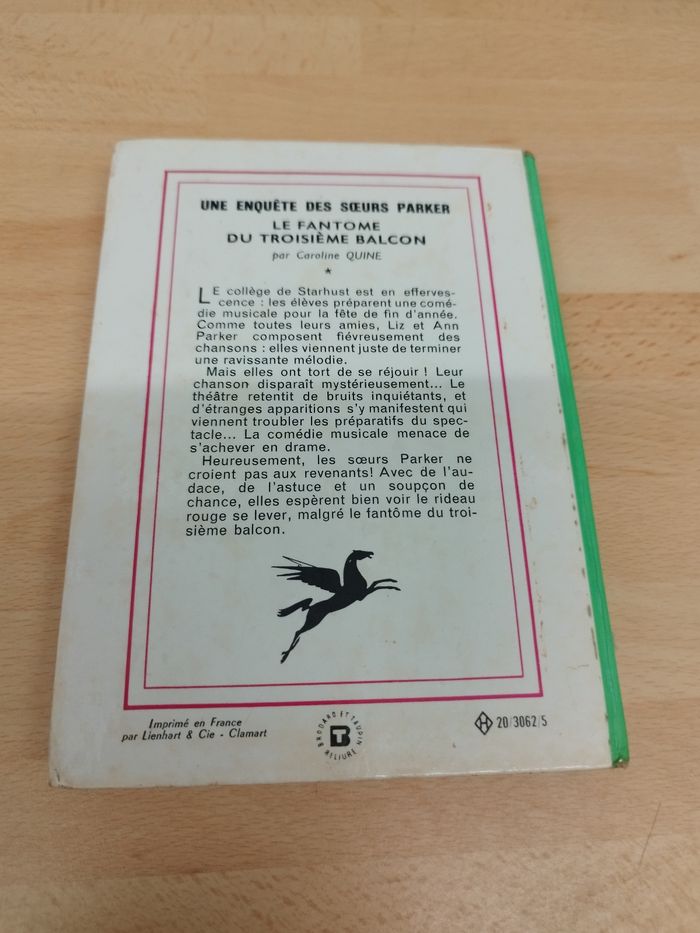 UNE ENQUÊTE DES SŒURS PARKER
LE FANTOME
DU TROISIÈME BALCON
par Caroline QUINE
*
LE collège de Starhust est en efferves-
cence : les élèves préparent une comé-
die musicale pour la fête de fin d'année.
Comme toutes leurs amies, Liz et Ann
Parker composent fiévreusement des
chansons : elles viennent juste de terminer
une ravissante mélodie.
Mais elles ont tort de se réjouir ! Leur
chanson disparaît mystérieusement... Le
théâtre retentit de bruits inquiétants, et
d'étranges apparitions s'y manifestent qui
viennent troubler les préparatifs du spec-
tacle... La comédie musicale menace de
s'achever en drame.
Heureusement, les sœurs Parker ne
croient pas aux revenants! Avec de l'au-
dace, de l'astuce et un soupçon de
chance, elles espèrent bien voir le rideau
rouge se lever, malgré le fantôme du troi-
sième balcon.
Imprimé en France
par Lienhart & Cie - Clamart
BRODARD ET TAUPIN
BT
RELIURE
H 20/3062/5